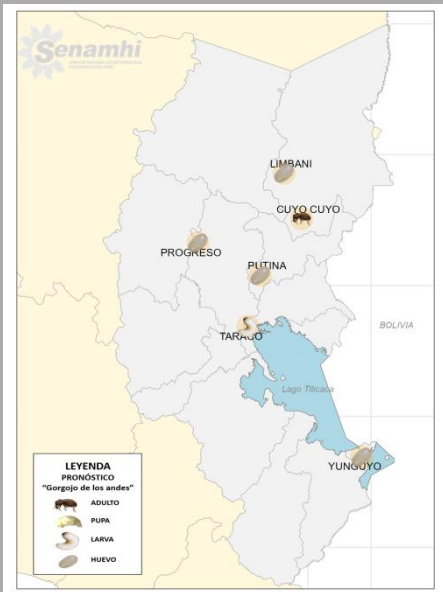 Senamhi
LIMBANI
CUYO CUYO
PROGRESO
PUTINA
TARACO
BOLIVIA
Lago Titicaca
YUNGUYO
LEYENDA
PRONÓSTICO
"Gorgojo de los andes"
ADULTO
PUPA
LARVA
HUEVO